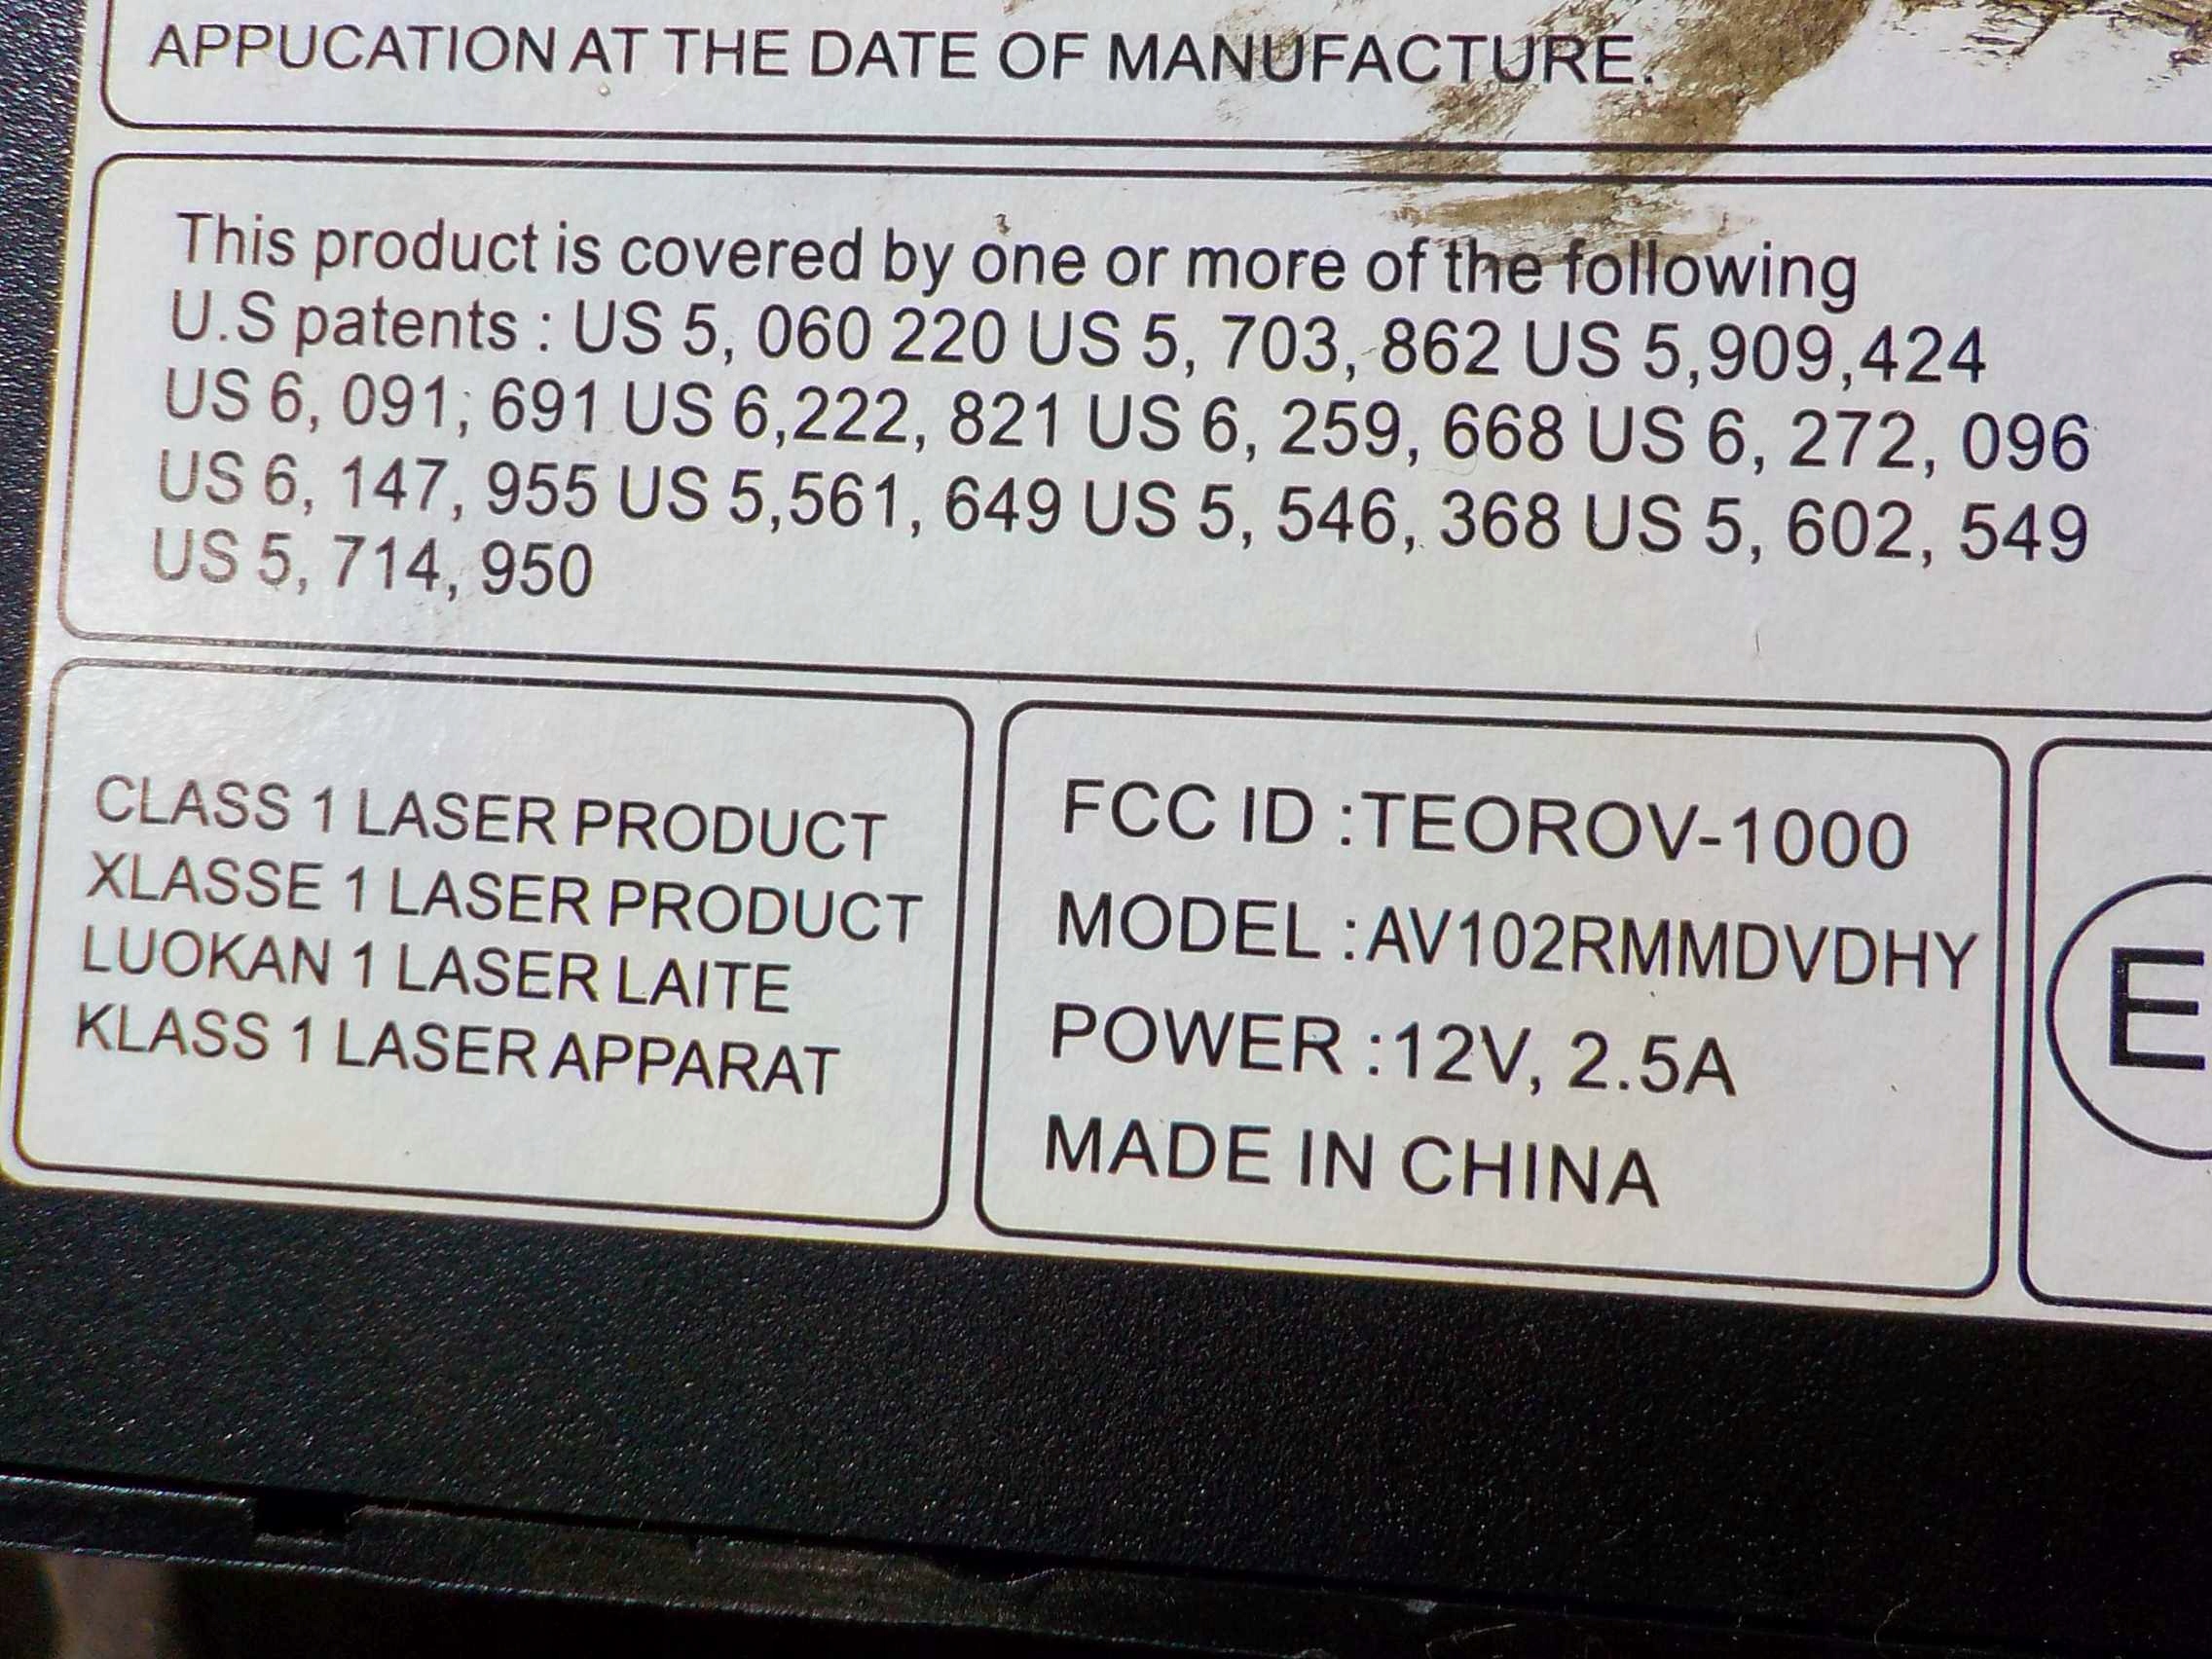 APPUCATION AT THE DATE OF MANUFACTURE.
This product is covered by one or more of the following
U.S patents : US 5, 060 220 US 5, 703, 862 US 5,909,424
US 6, 091, 691 US 6,222, 821 US 6, 259, 668 US 6, 272, 096
US 6, 147, 955 US 5,561, 649 US 5, 546, 368 US 5, 602, 549
US 5, 714, 950
CLASS 1 LASER PRODUCT
XLASSE 1 LASER PRODUCT
LUOKAN 1 LASER LAITE
KLASS 1 LASER APPARAT
FCC ID :TEOROV-1000
MODEL :AV102RMMDVDHY
POWER :12V, 2.5A
MADE IN CHINA
E